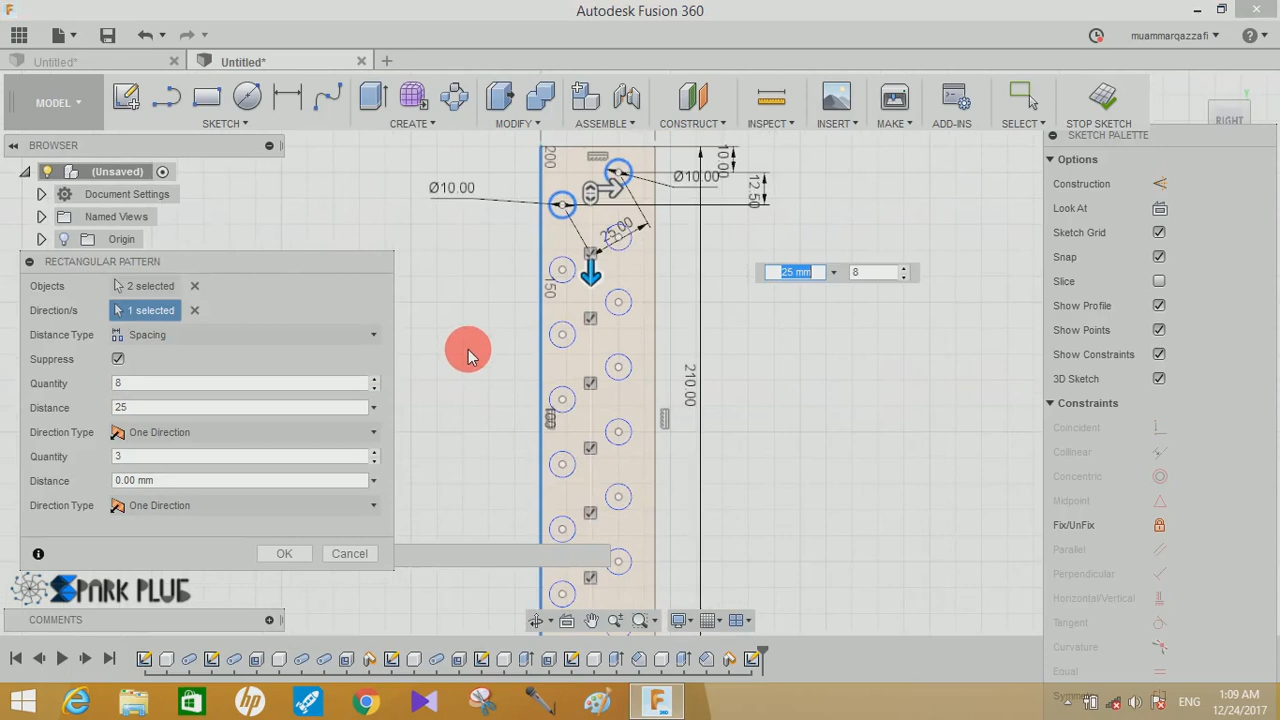 Autodesk Fusion 360
muammarqazzafi
Untitled*
Untitled*
MODEL
SKETCH
CREATE
MODIFY
ASSEMBLE
CONSTRUCT
INSPECT
INSERT
MAKE
ADD-INS
SELECT
STOP SKETCH
RIGHT
BROWSER
(Unsaved)
Document Settings
Named Views
Origin
RECTANGULAR PATTERN
Objects 2 selected
Direction/s 1 selected
Distance Type Spacing
Suppress
Quantity 8
Distance 25
Direction Type One Direction
Quantity 3
Distance 0.00 mm
Direction Type One Direction
OK Cancel
SPARK PLUG
COMMENTS
200
Ø10.00
Ø10.00
10.00
12.50
25.00
150
100
210.00
25 mm 8
SKETCH PALETTE
Options
Construction
Look At
Sketch Grid
Snap
Slice
Show Profile
Show Points
Show Constraints
3D Sketch
Constraints
Coincident
Collinear
Concentric
Midpoint
Fix/UnFix
Parallel
Perpendicular
Horizontal/Vertical
Tangent
Curvature
Equal
ENG
1:09 AM
12/24/2017